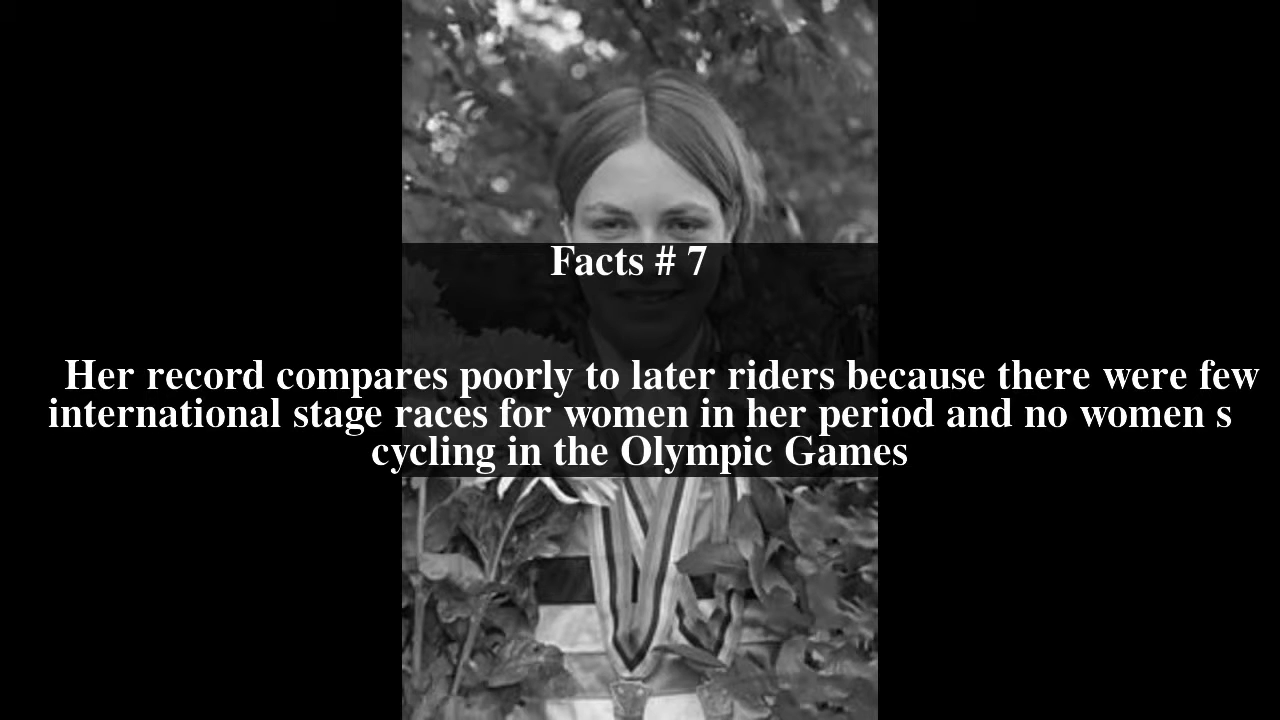 Facts # 7
Her record compares poorly to later riders because there were few
international stage races for women in her period and no women s
cycling in the Olympic Games